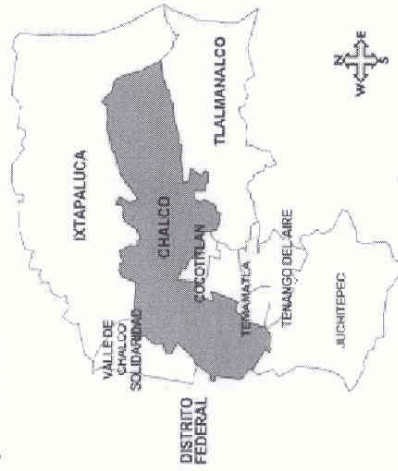 IXTAPALUCA
VALLE DE
CHALCO
SOLIDARIDAD
CHALCO
TLALMANALCO
DISTRITO
FEDERAL
COCOTITLAN
TEMAMATLA
TENANGO DEL AIRE
JUCHITEPEC
N
W
E
S